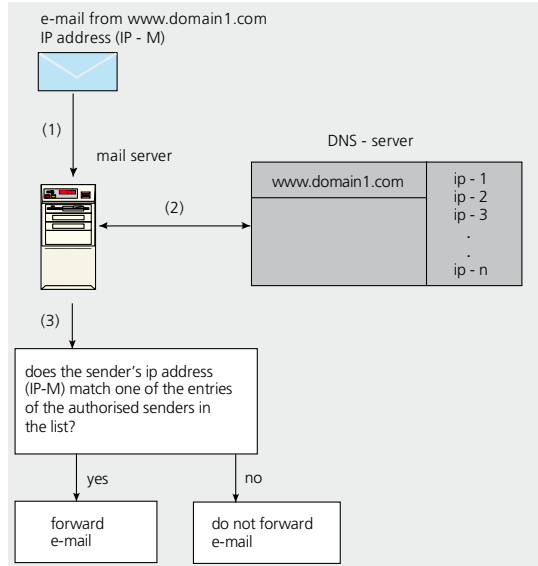 e-mail from www.domain1.com
IP address (IP - M)
(1)
mail server
DNS - server
www.domain1.com
ip - 1
ip - 2
ip - 3
.
.
ip - n
(2)
(3)
does the sender's ip address
(IP-M) match one of the entries
of the authorised senders in
the list?
yes
no
forward
e-mail
do not forward
e-mail